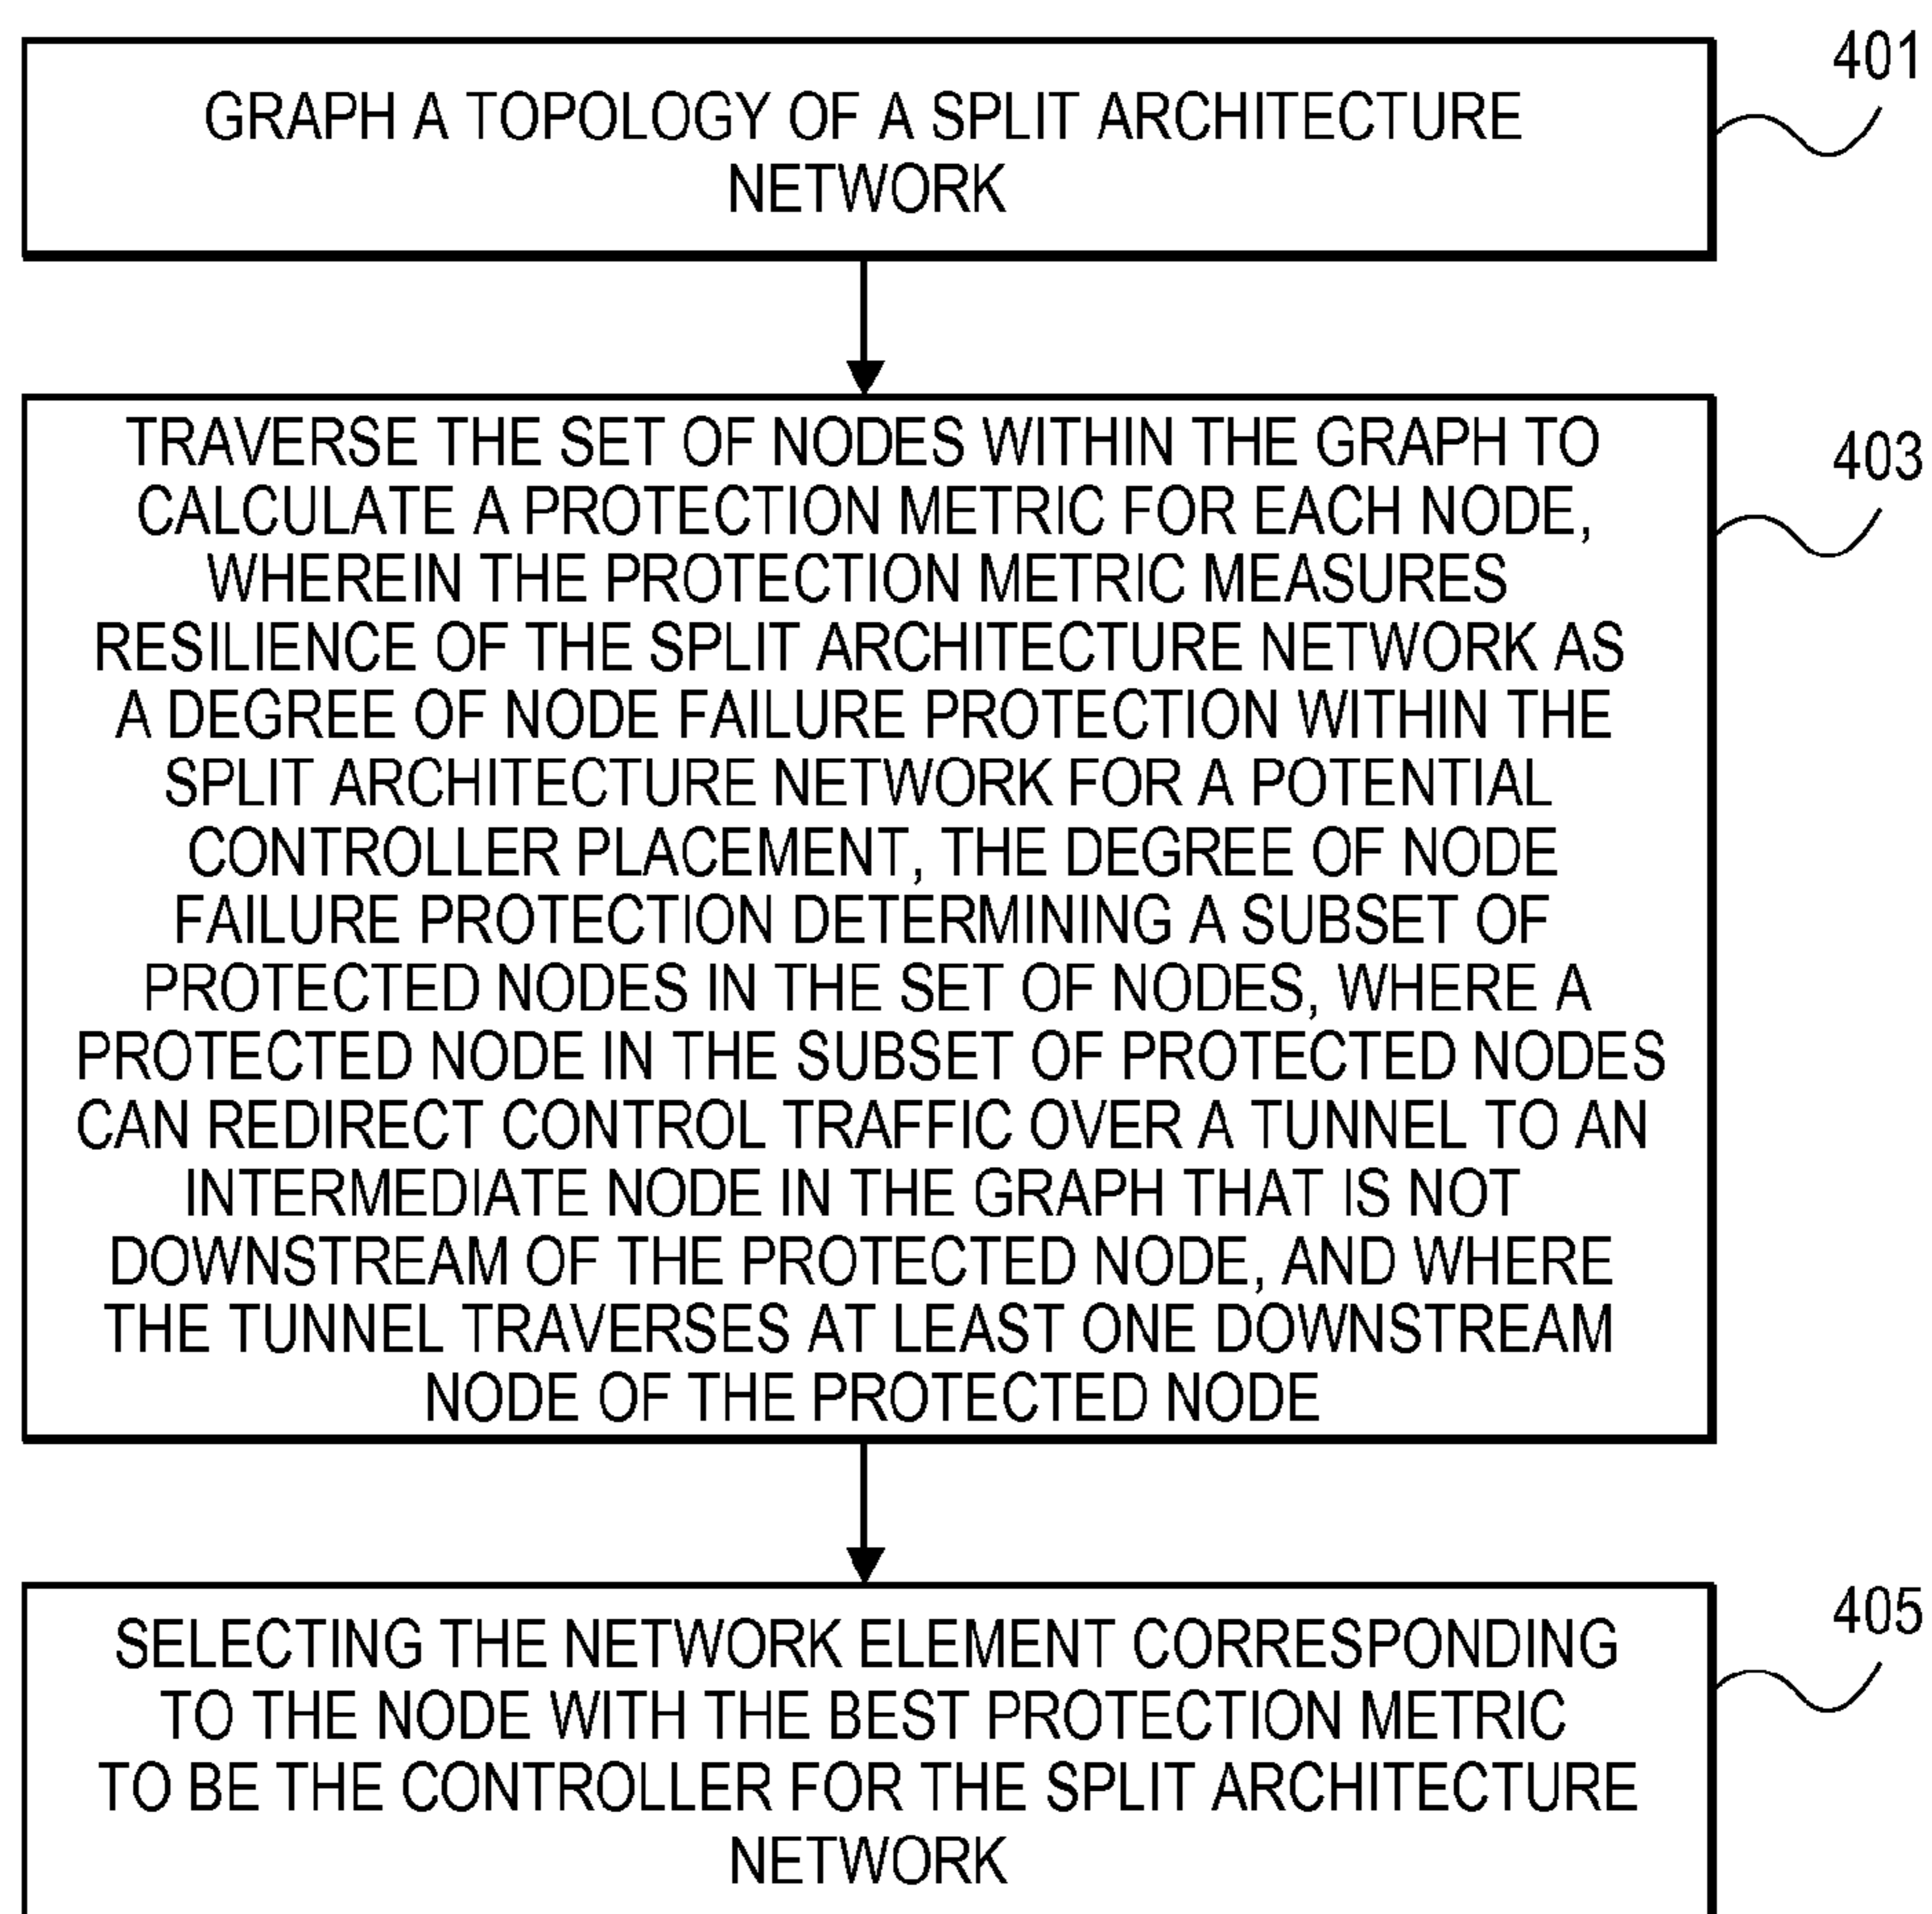 401
GRAPH A TOPOLOGY OF A SPLIT ARCHITECTURE
NETWORK
403
TRAVERSE THE SET OF NODES WITHIN THE GRAPH TO
CALCULATE A PROTECTION METRIC FOR EACH NODE,
WHEREIN THE PROTECTION METRIC MEASURES
RESILIENCE OF THE SPLIT ARCHITECTURE NETWORK AS
A DEGREE OF NODE FAILURE PROTECTION WITHIN THE
SPLIT ARCHITECTURE NETWORK FOR A POTENTIAL
CONTROLLER PLACEMENT, THE DEGREE OF NODE
FAILURE PROTECTION DETERMINING A SUBSET OF
PROTECTED NODES IN THE SET OF NODES, WHERE A
PROTECTED NODE IN THE SUBSET OF PROTECTED NODES
CAN REDIRECT CONTROL TRAFFIC OVER A TUNNEL TO AN
INTERMEDIATE NODE IN THE GRAPH THAT IS NOT
DOWNSTREAM OF THE PROTECTED NODE, AND WHERE
THE TUNNEL TRAVERSES AT LEAST ONE DOWNSTREAM
NODE OF THE PROTECTED NODE
405
SELECTING THE NETWORK ELEMENT CORRESPONDING
TO THE NODE WITH THE BEST PROTECTION METRIC
TO BE THE CONTROLLER FOR THE SPLIT ARCHITECTURE
NETWORK